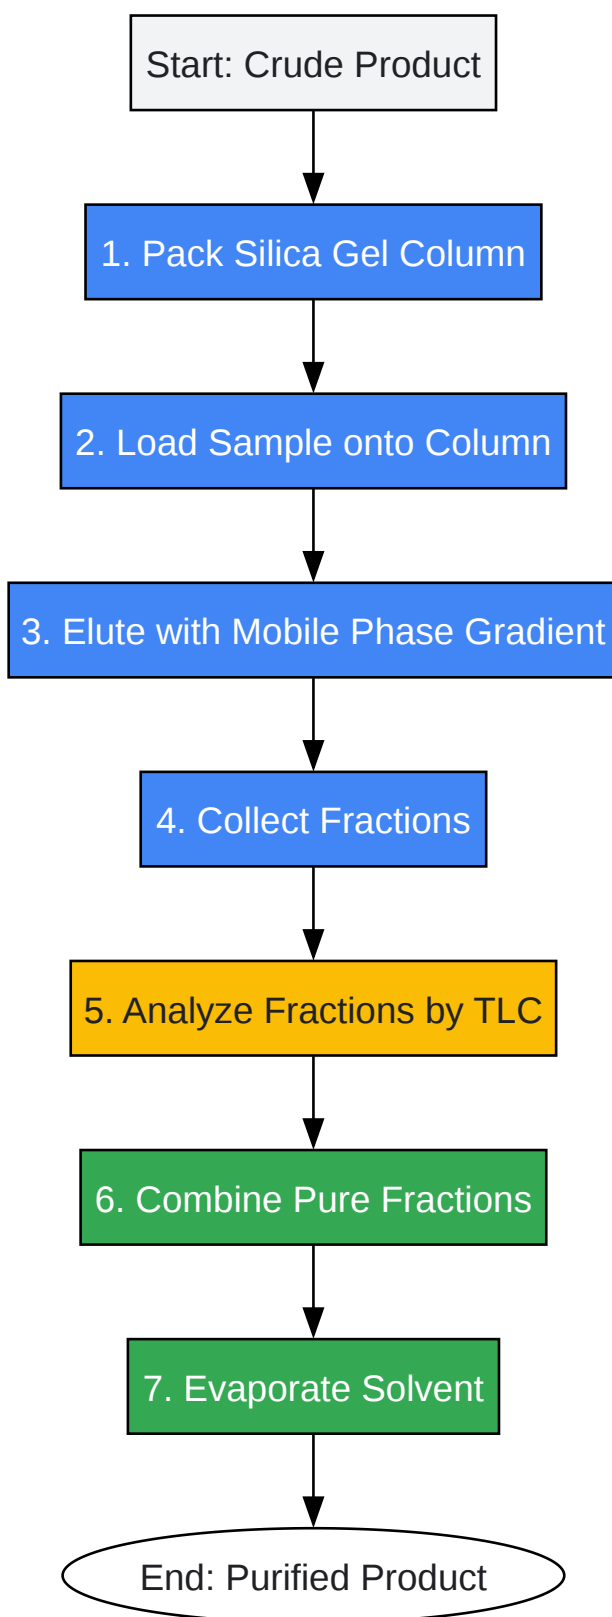 Start: Crude Product
1. Pack Silica Gel Column
2. Load Sample onto Column
3. Elute with Mobile Phase Gradient
4. Collect Fractions
5. Analyze Fractions by TLC
6. Combine Pure Fractions
7. Evaporate Solvent
End: Purified Product